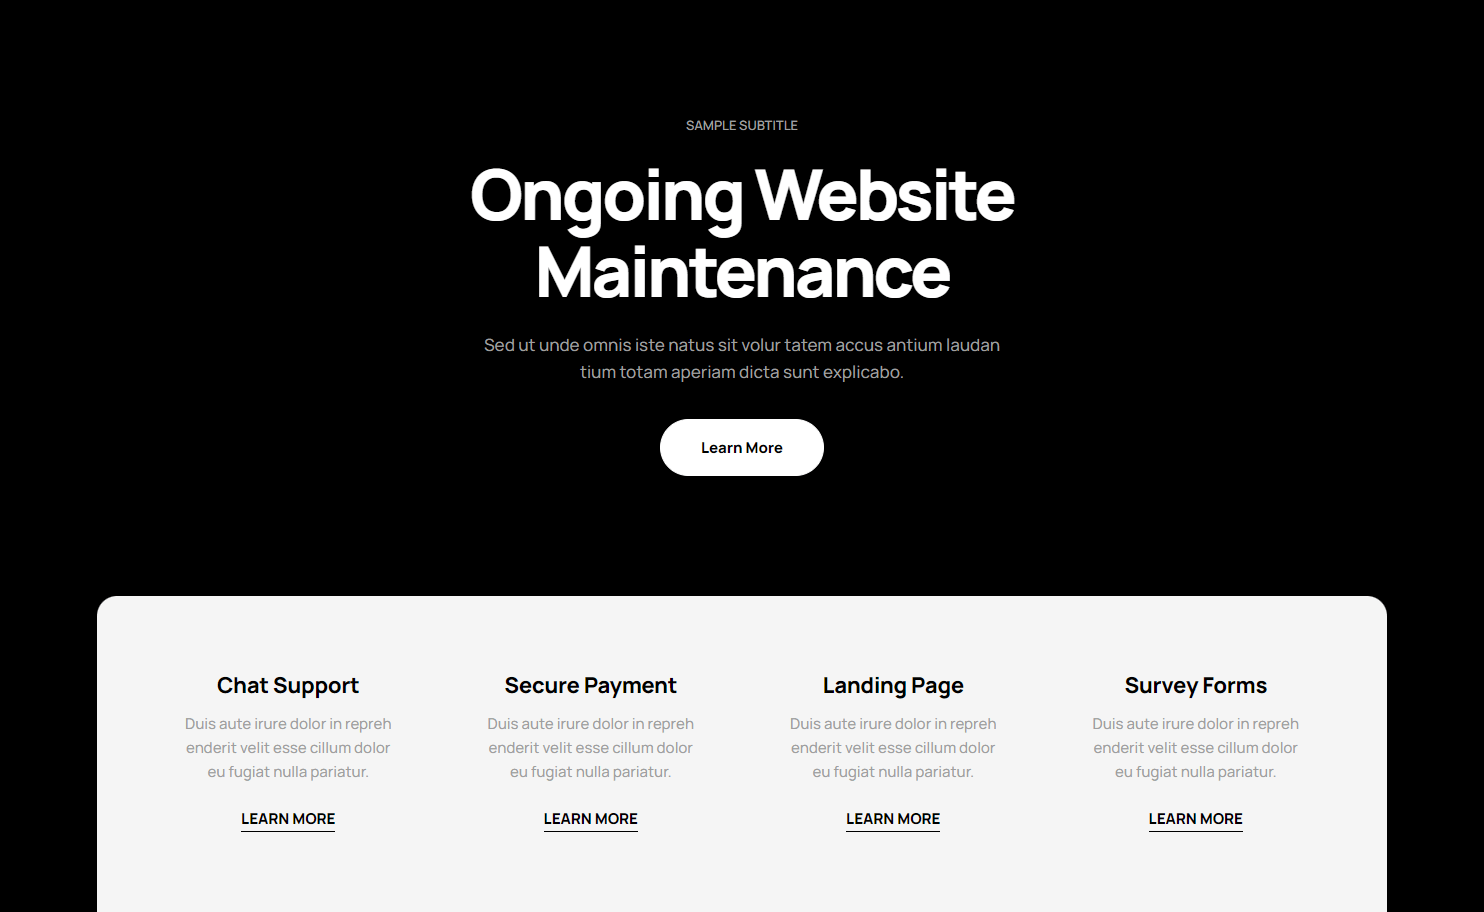 SAMPLE SUBTITLE
Ongoing Website
Maintenance
Sed ut unde omnis iste natus sit volur tatem accus antium laudan
tium totam aperiam dicta sunt explicabo.
Learn More
Chat Support
Duis aute irure dolor in repreh
enderit velit esse cillum dolor
eu fugiat nulla pariatur.
LEARN MORE
Secure Payment
Duis aute irure dolor in repreh
enderit velit esse cillum dolor
eu fugiat nulla pariatur.
LEARN MORE
Landing Page
Duis aute irure dolor in repreh
enderit velit esse cillum dolor
eu fugiat nulla pariatur.
LEARN MORE
Survey Forms
Duis aute irure dolor in repreh
enderit velit esse cillum dolor
eu fugiat nulla pariatur.
LEARN MORE